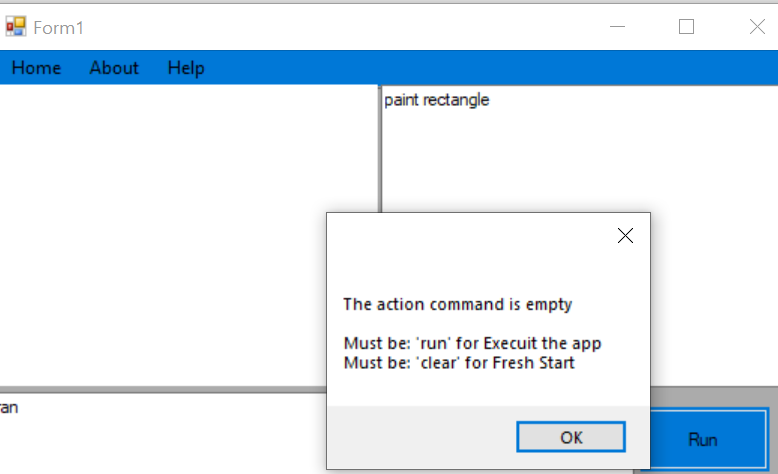 Form1
Home About Help
paint rectangle
The action command is empty
Must be: 'run' for Execuit the app
Must be: 'clear' for Fresh Start
ran
OK
Run